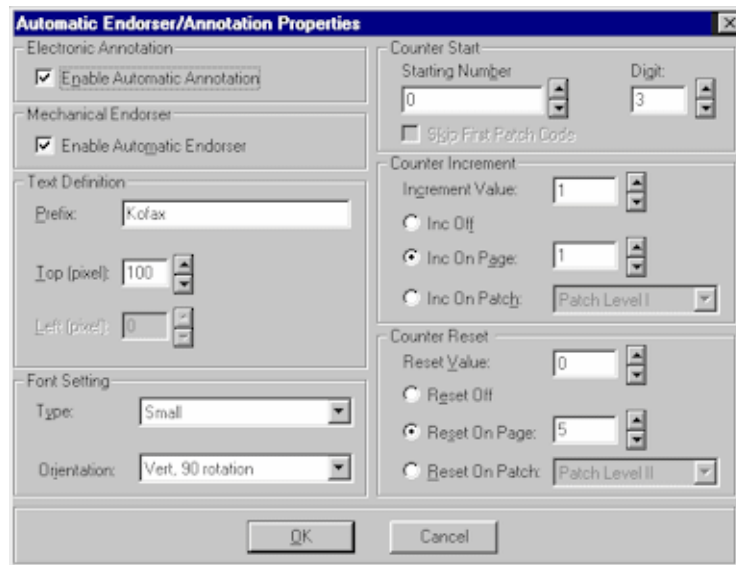 Automatic Endorser/Annotation Properties
Electronic Annotation
Enable Automatic Annotation
Mechanical Endorser
Enable Automatic Endorser
Text Definition
Prefix: Kofax
Top (pixel): 100
Left (pixel): 0
Font Setting
Type: Small
Orientation: Vert, 90 rotation
Counter Start
Starting Number Digit:
0 3
Skip First Patch Code
Counter Increment
Increment Value: 1
Inc Off
Inc On Page: 1
Inc On Patch: Patch Level I
Counter Reset
Reset Value: 0
Reset Off
Reset On Page: 5
Reset On Patch: Patch Level II
OK Cancel